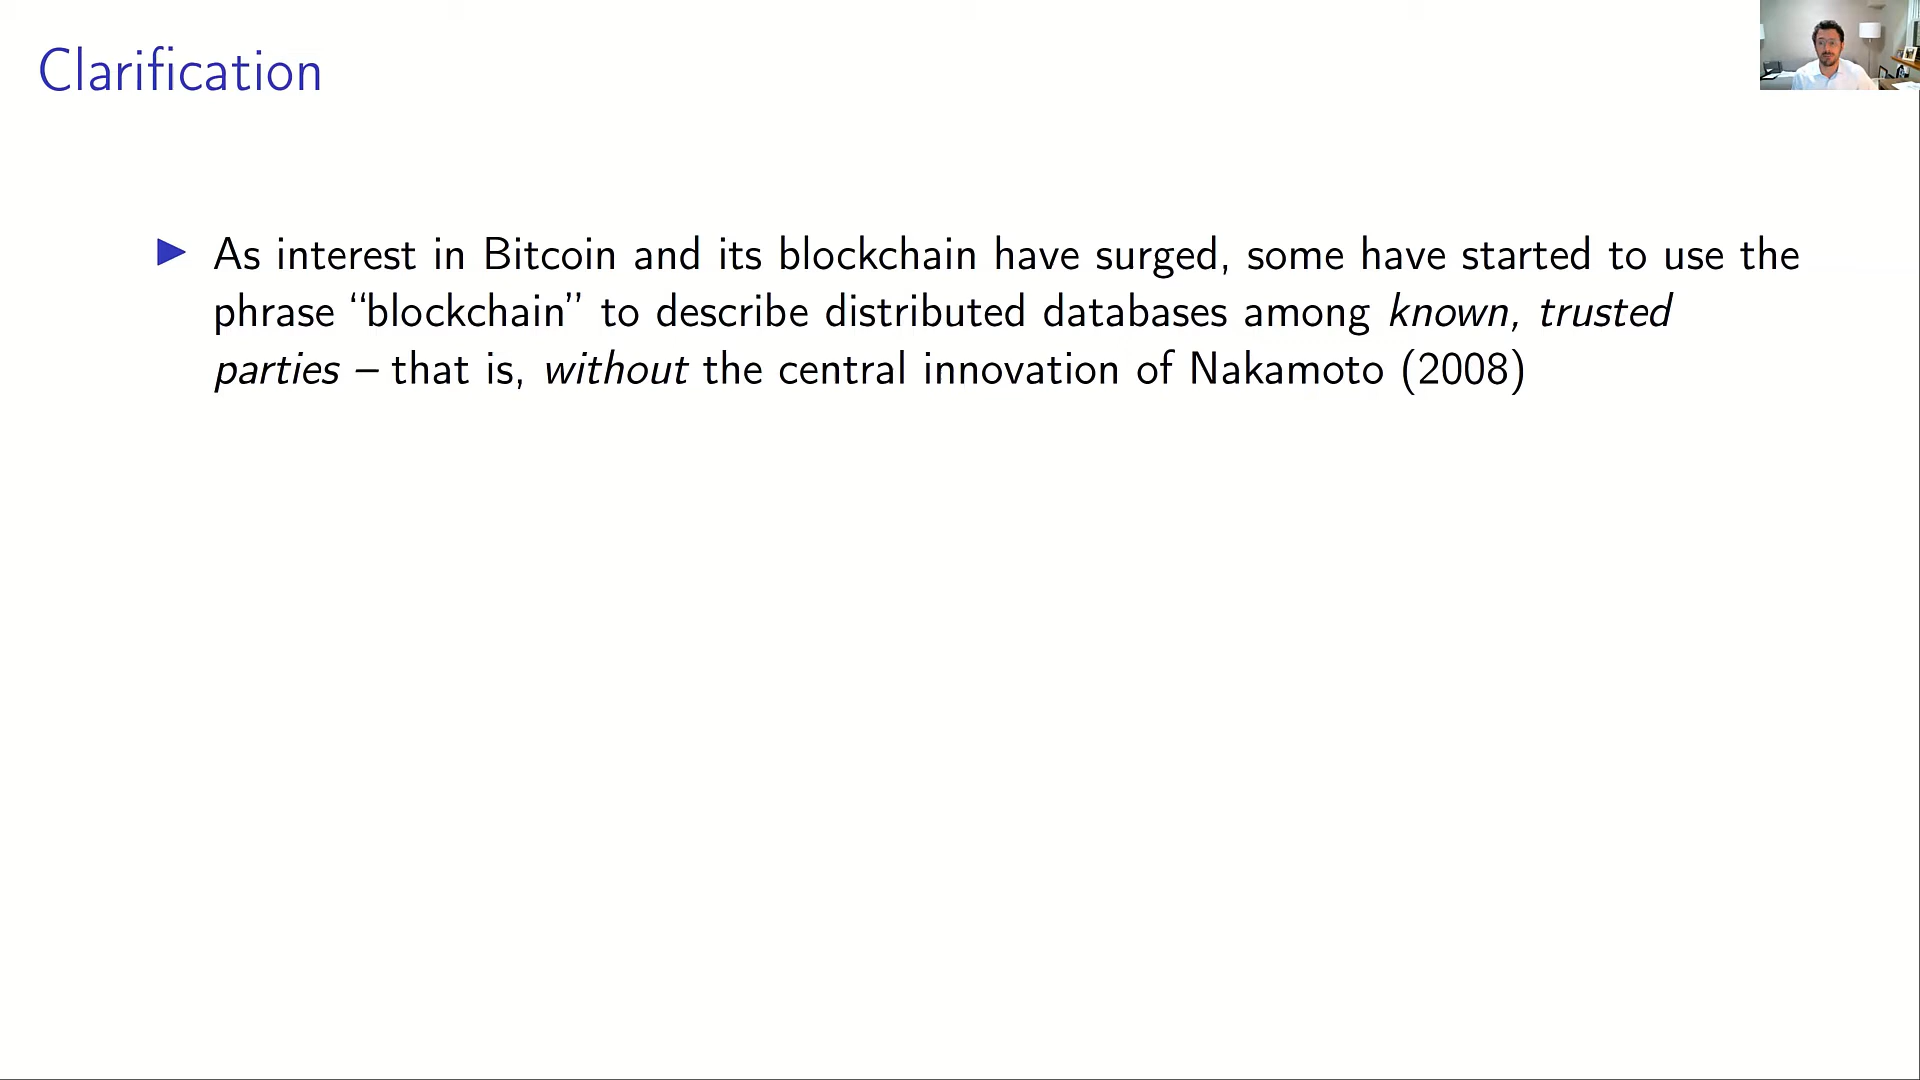 Clarification
As interest in Bitcoin and its blockchain have surged, some have started to use the
phrase “blockchain” to describe distributed databases among known, trusted
parties – that is, without the central innovation of Nakamoto (2008)